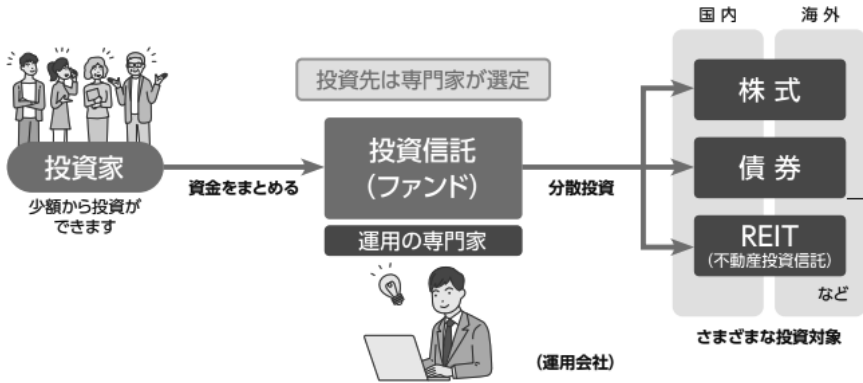 国内
海外
投資先は専門家が選定
投資家
少額から投資が
できます
資金をまとめる
投資信託
(ファンド)
運用の専門家
(運用会社)
分散投資
株式
債券
REIT
(不動産投資信託)
など
さまざまな投資対象